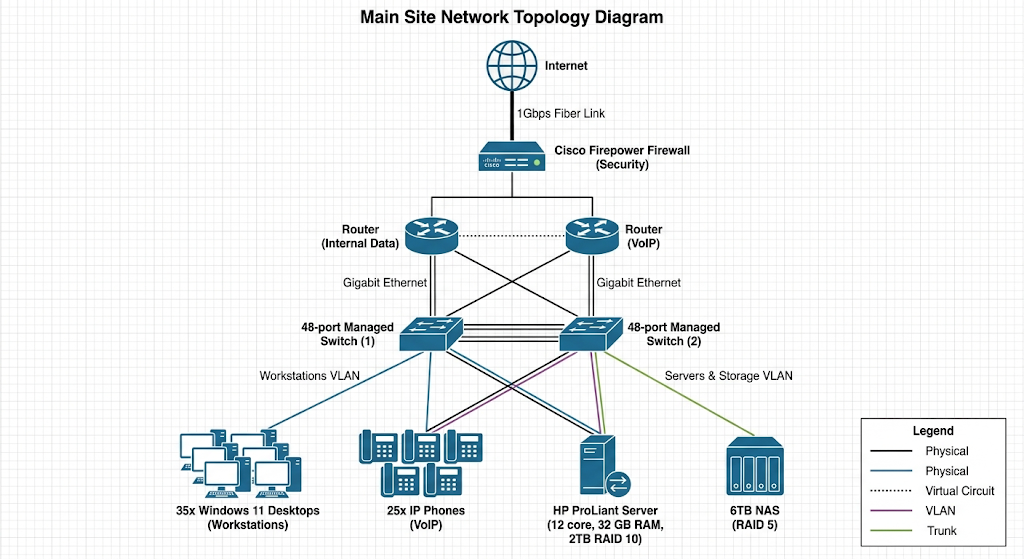 Main Site Network Topology Diagram
Internet
1Gbps Fiber Link
CISCO
Cisco Firepower Firewall
(Security)
Router
(Internal Data)
Router
(VoIP)
Gigabit Ethernet
Gigabit Ethernet
48-port Managed
Switch (1)
48-port Managed
Switch (2)
Workstations VLAN
Servers & Storage VLAN
35x Windows 11 Desktops
(Workstations)
25x IP Phones
(VoIP)
HP ProLiant Server
(12 core, 32 GB RAM,
2TB RAID 10)
6TB NAS
(RAID 5)
Legend
Physical
Physical
Virtual Circuit
VLAN
Trunk